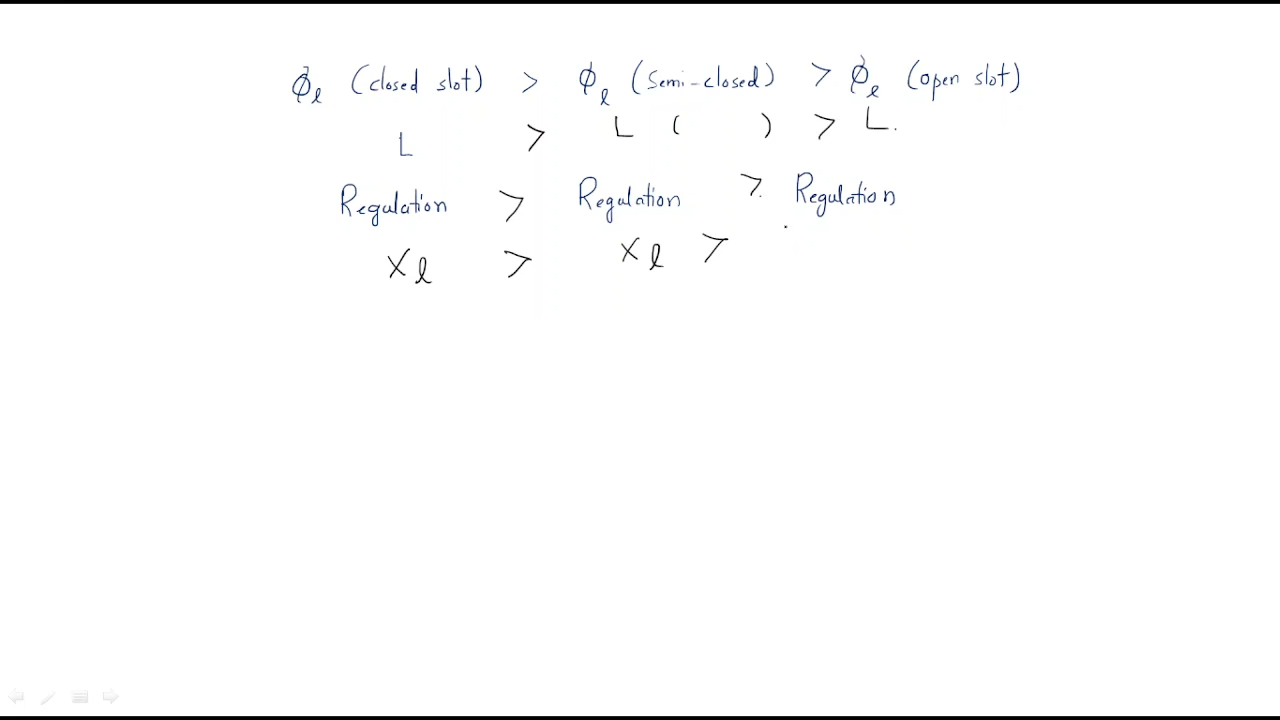 ϕₗ (closed slot) > ϕₗ (Semi-closed) > ϕₗ (open slot)
L > L ( ) > L.
Regulation > Regulation > Regulation
Xₗ > Xₗ >